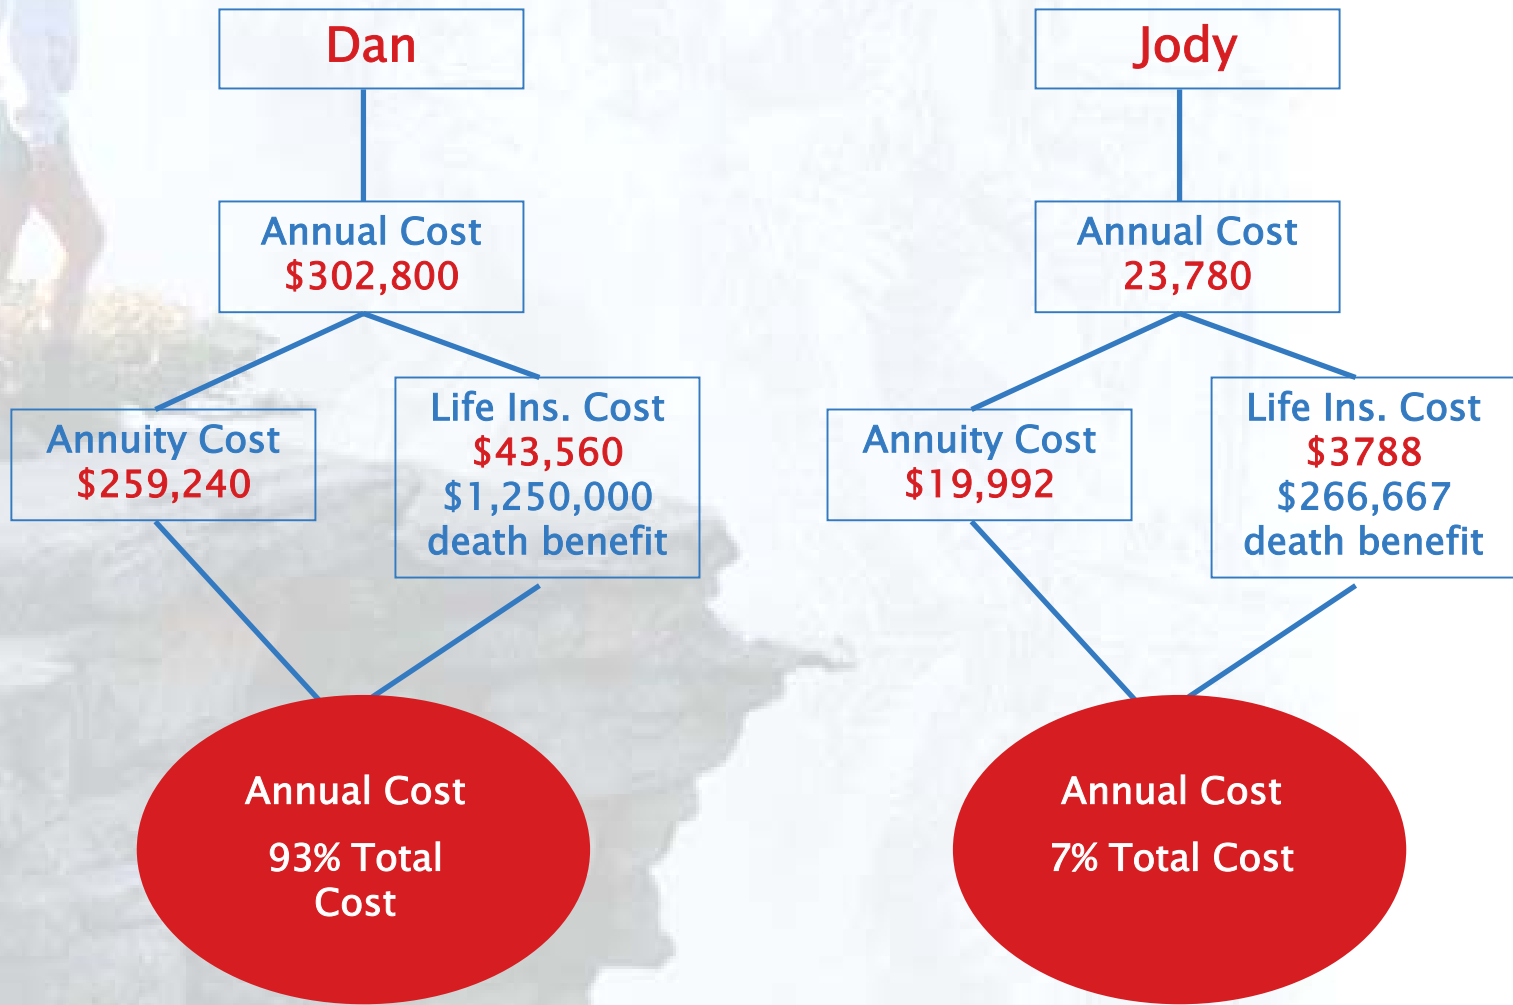 Dan
Annual Cost
$302,800
Annuity Cost
$259,240
Life Ins. Cost
$43,560
$1,250,000
death benefit
Annual Cost
93% Total
Cost
Jody
Annual Cost
23,780
Annuity Cost
$19,992
Life Ins. Cost
$3788
$266,667
death benefit
Annual Cost
7% Total Cost